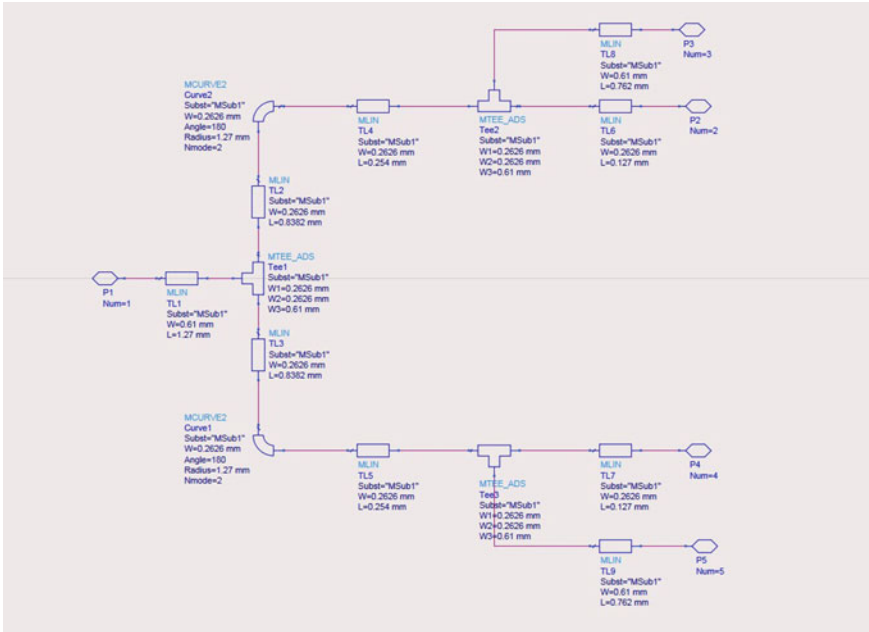 MLIN
TL8
Subst="MSub1"
W=0.61 mm
L=0.762 mm
P3
Num=3
MCURVE2
Curve2
Subst="MSub1"
W=0.2626 mm
Angle=180
Radius=1.27 mm
Nmode=2
MLIN
TL4
Subst="MSub1"
W=0.2626 mm
L=0.254 mm
MTEE_ADS
Tee2
Subst="MSub1"
W1=0.2626 mm
W2=0.2626 mm
W3=0.61 mm
MLIN
TL6
Subst="MSub1"
W=0.2626 mm
L=0.127 mm
P2
Num=2
MLIN
TL2
Subst="MSub1"
W=0.2626 mm
L=0.8382 mm
MTEE_ADS
Tee1
Subst="MSub1"
W1=0.2626 mm
W2=0.2626 mm
W3=0.61 mm
P1
Num=1
MLIN
TL1
Subst="MSub1"
W=0.61 mm
L=1.27 mm
MLIN
TL3
Subst="MSub1"
W=0.2626 mm
L=0.8382 mm
MCURVE2
Curve1
Subst="MSub1"
W=0.2626 mm
Angle=180
Radius=1.27 mm
Nmode=2
MLIN
TL5
Subst="MSub1"
W=0.2626 mm
L=0.254 mm
MTEE_ADS
Tee3
Subst="MSub1"
W1=0.2626 mm
W2=0.2626 mm
W3=0.61 mm
MLIN
TL7
Subst="MSub1"
W=0.2626 mm
L=0.127 mm
P4
Num=4
MLIN
TL9
Subst="MSub1"
W=0.61 mm
L=0.762 mm
P5
Num=5